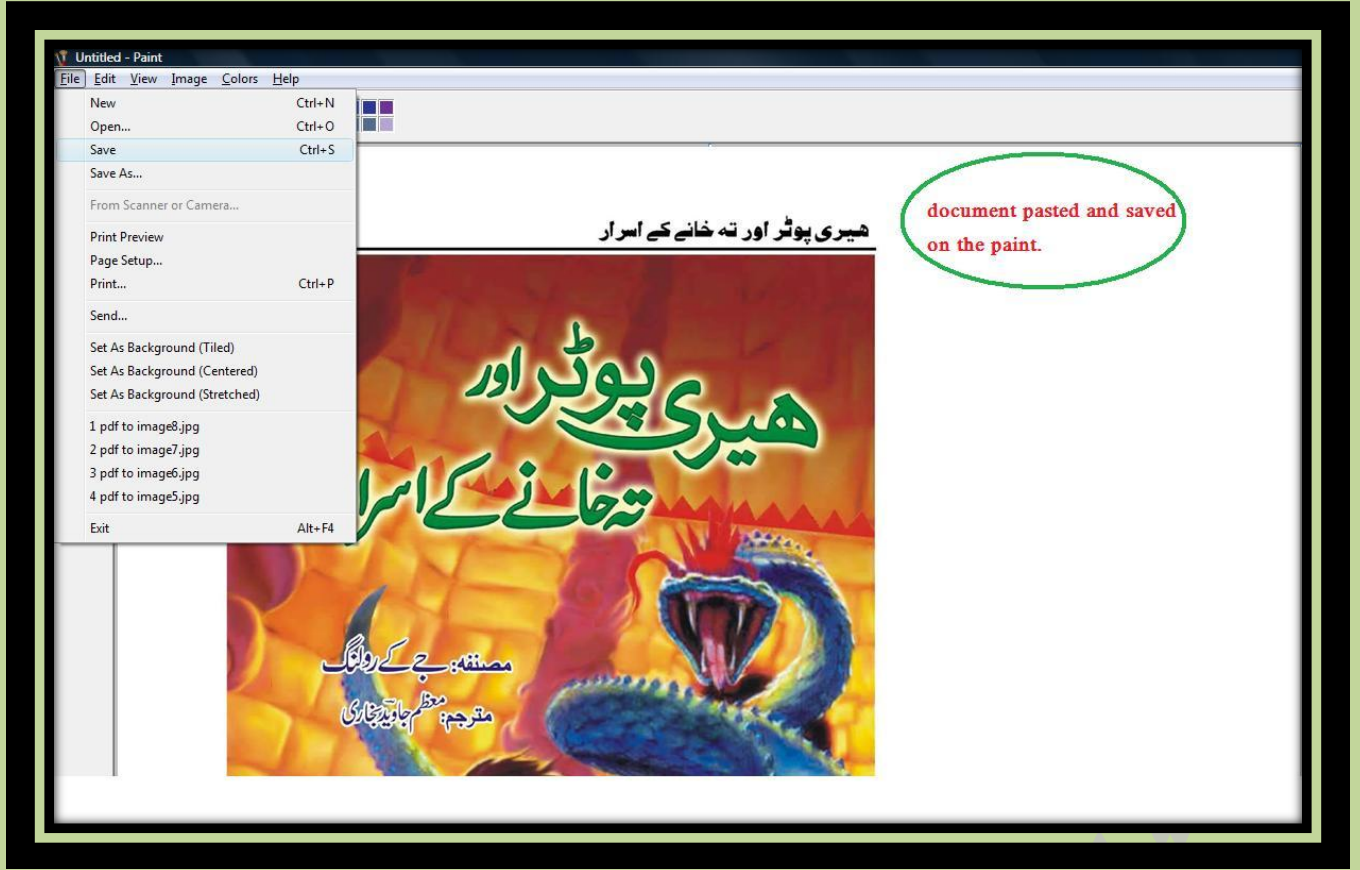 Untitled - Paint
File Edit View Image Colors Help
New Ctrl+N
Open... Ctrl+O
Save Ctrl+S
Save As...
From Scanner or Camera...
Print Preview
Page Setup...
Print... Ctrl+P
Send...
Set As Background (Tiled)
Set As Background (Centered)
Set As Background (Stretched)
1 pdf to image8.jpg
2 pdf to image7.jpg
3 pdf to image6.jpg
4 pdf to image5.jpg
Exit Alt+F4
document pasted and saved
on the paint.
ھیری پوٹر اور تہ خانے کے اسرار
ھیری پوٹر اور
تہ خانے کے اسرار
مصنفہ: جے کے رولنگ
مترجم: معظم جاوید بخاری